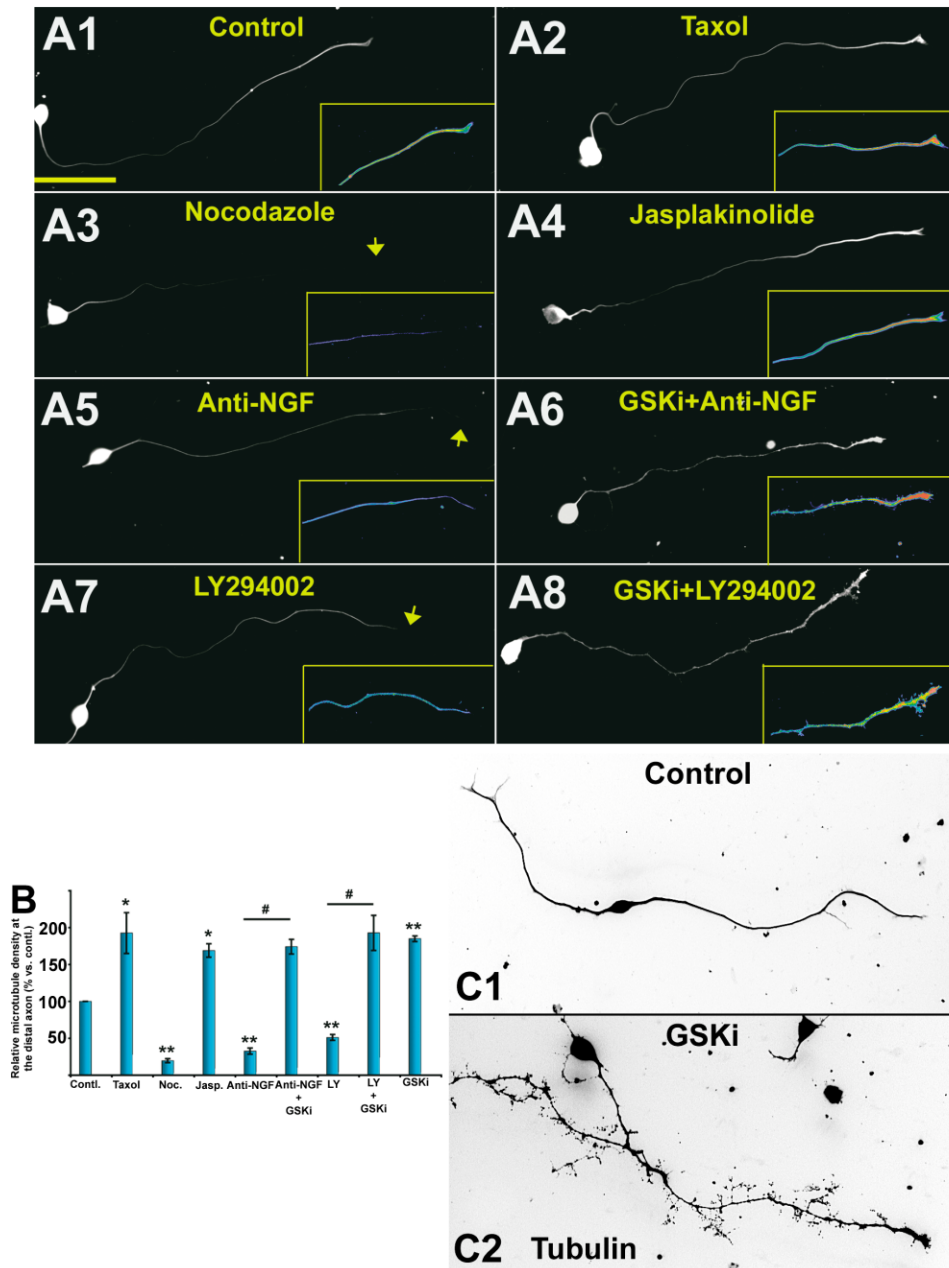 A1 Control
A2 Taxol
A3 Nocodazole
A4 Jasplakinolide
A5 Anti-NGF
A6 GSKi+Anti-NGF
A7 LY294002
A8 GSKi+LY294002
B
Relative microtubule density at
the distal axon (% vs. contl.)
200
150
100
50
*
**
*
**
#
**
#
**
Contl. Taxol Noc. Jasp. Anti-NGF Anti-NGF LY LY GSKi
+ +
GSKi GSKi
Control
C1
GSKi
C2 Tubulin